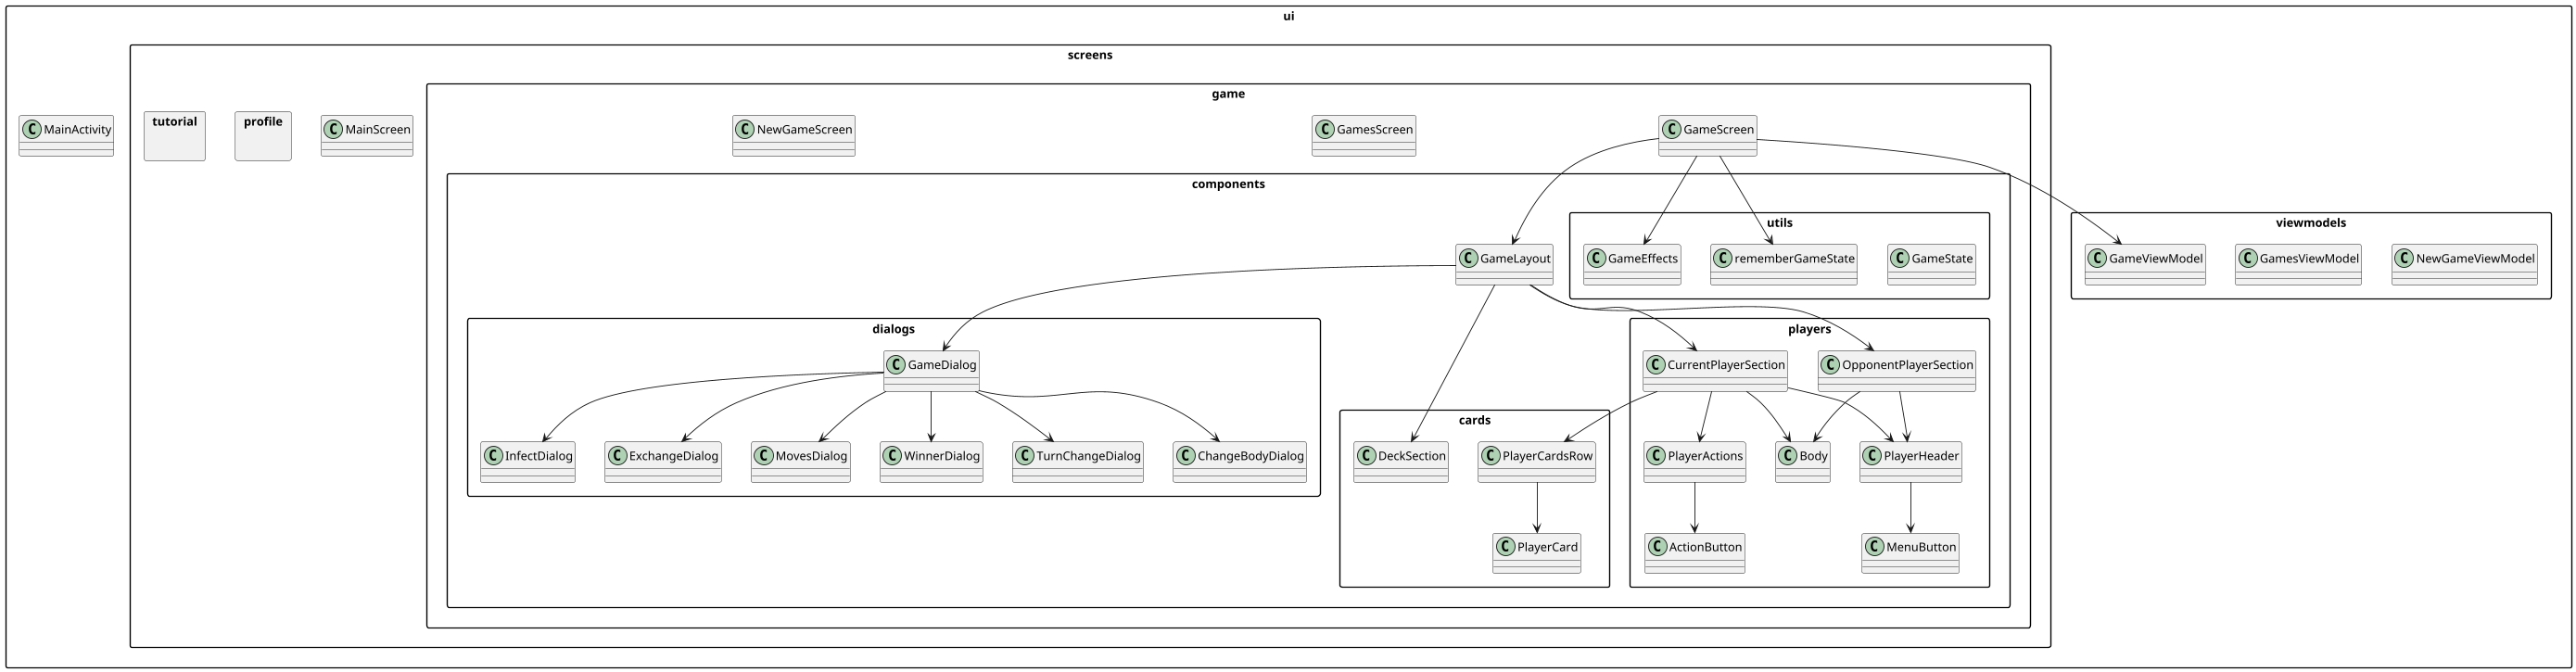 ui
screens
game
tutorial
profile
C MainActivity
C MainScreen
C NewGameScreen
C GamesScreen
C GameScreen
components
utils
viewmodels
C GameLayout
C GameEffects
C rememberGameState
C GameState
C GameViewModel
C GamesViewModel
C NewGameViewModel
dialogs
players
C GameDialog
C CurrentPlayerSection
C OpponentPlayerSection
cards
C InfectDialog
C ExchangeDialog
C MovesDialog
C WinnerDialog
C TurnChangeDialog
C ChangeBodyDialog
C DeckSection
C PlayerCardsRow
C PlayerActions
C Body
C PlayerHeader
C PlayerCard
C ActionButton
C MenuButton